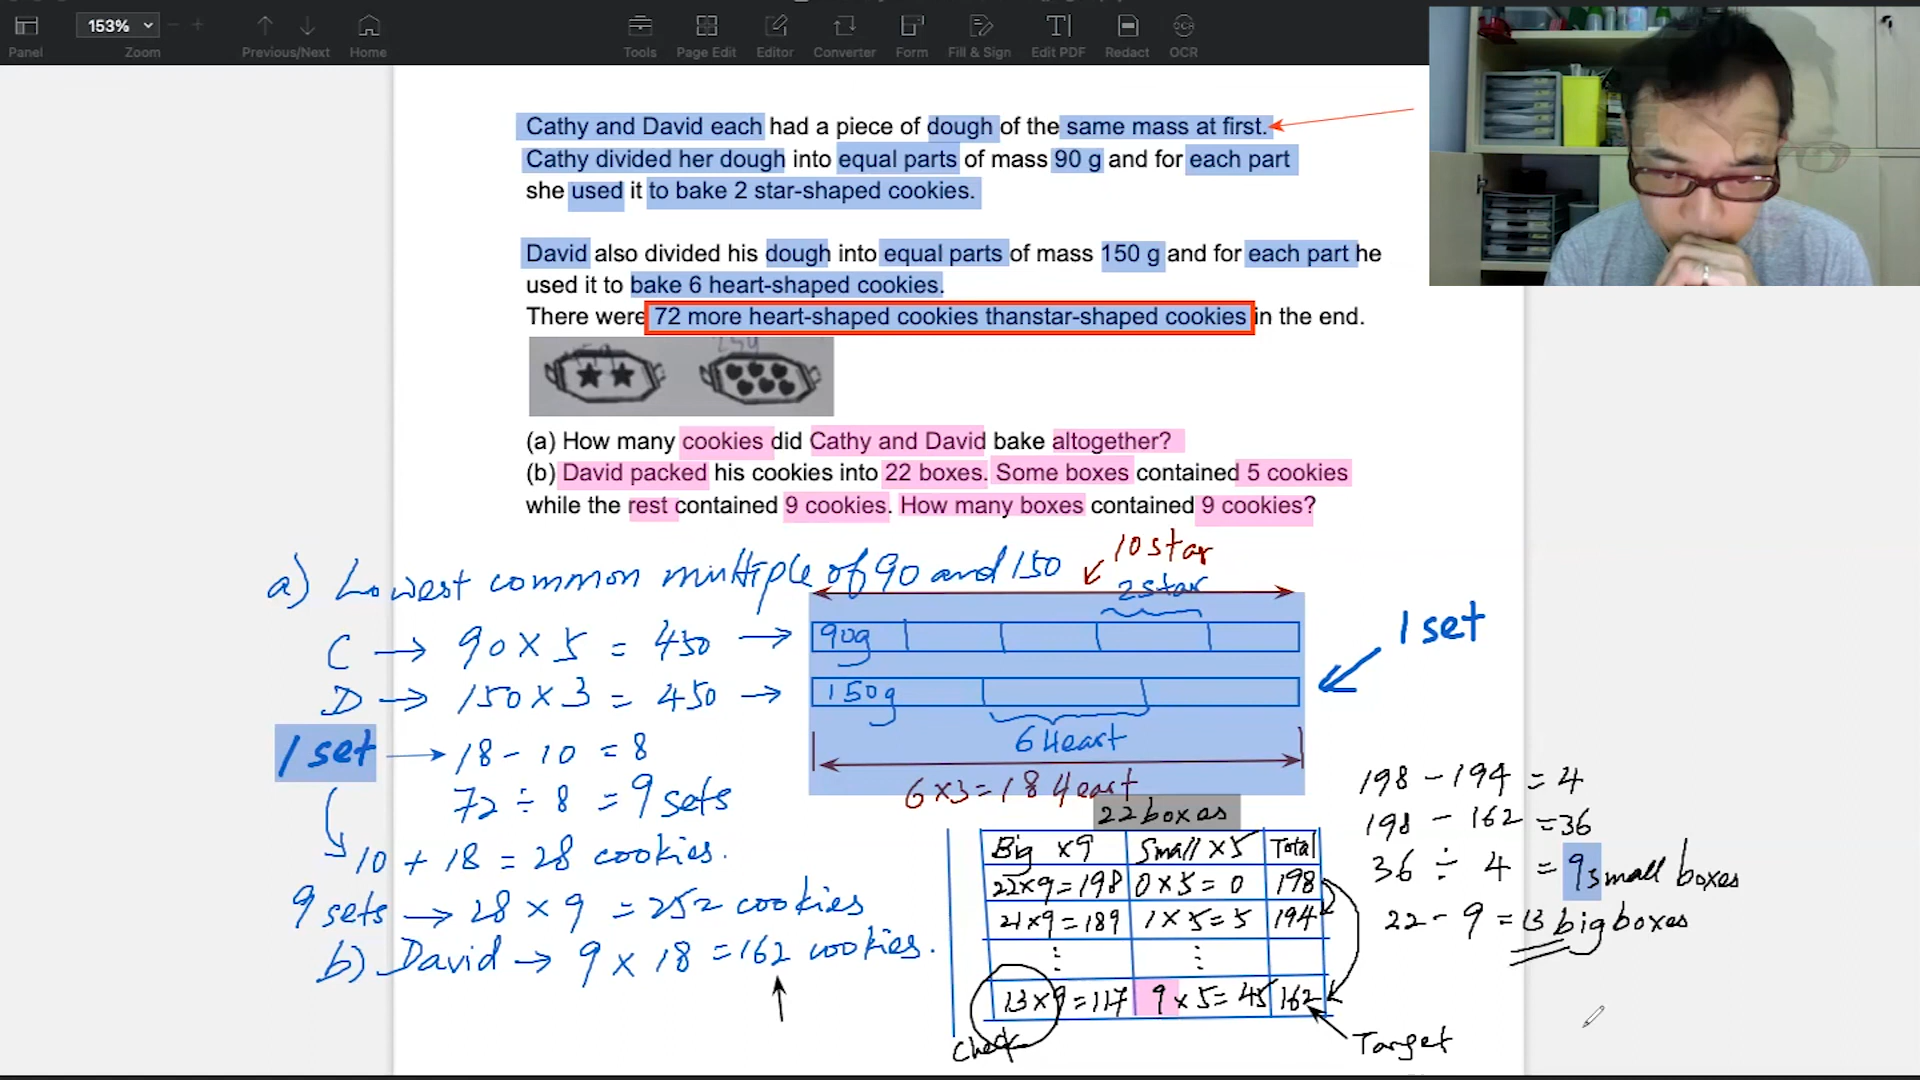 153%
Panel Zoom Previous/Next Home Tools Page Edit Editor Converter Form Fill & Sign Edit PDF Redact OCR
Cathy and David each had a piece of dough of the same mass at first.
Cathy divided her dough into equal parts of mass 90 g and for each part
she used it to bake 2 star-shaped cookies.
David also divided his dough into equal parts of mass 150 g and for each part he
used it to bake 6 heart-shaped cookies.
There were 72 more heart-shaped cookies thanstar-shaped cookies in the end.
(a) How many cookies did Cathy and David bake altogether?
(b) David packed his cookies into 22 boxes. Some boxes contained 5 cookies
while the rest contained 9 cookies. How many boxes contained 9 cookies?
10 star
a) Lowest common multiple of 90 and 150
2 star
C → 90 × 5 = 450 → 90g
1 set
D → 150 × 3 = 450 → 150g
1 set → 18 - 10 = 8
6 Heart
72 ÷ 8 = 9 sets
6 × 3 = 18 Heart
10 + 18 = 28 cookies.
9 sets → 28 × 9 = 252 cookies
b) David → 9 × 18 = 162 cookies.
22 boxes
Big × 9 Small × 5 Total
22 × 9 = 198 0 × 5 = 0 198
21 × 9 = 189 1 × 5 = 5 194
13 × 9 = 117 9 × 5 = 45 162
Check
Target
198 - 194 = 4
198 - 162 = 36
36 ÷ 4 = 9 small boxes
22 - 9 = 13 big boxes